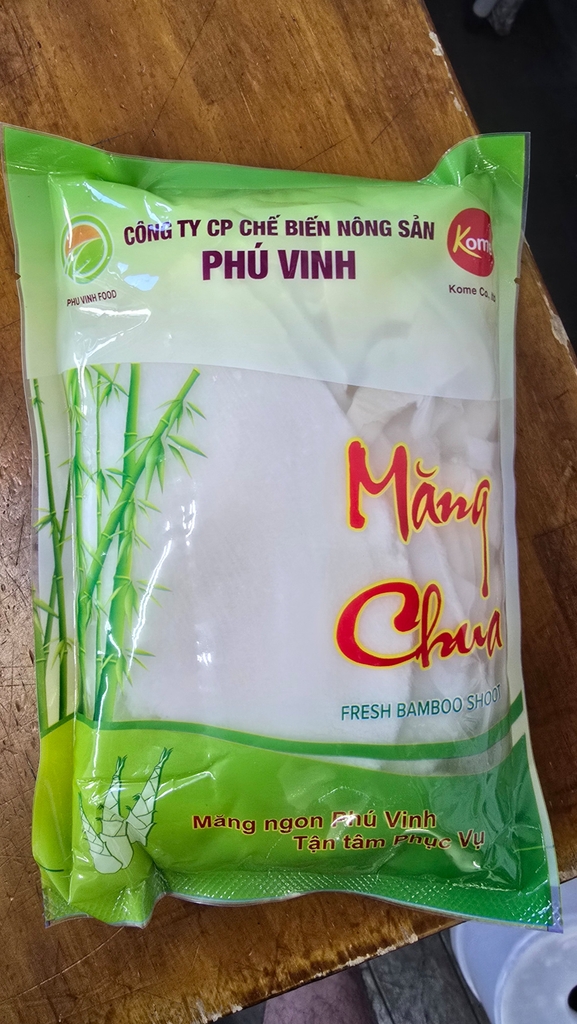 CÔNG TY CP CHẾ BIẾN NÔNG SẢN
PHÚ VINH
PHU VINH FOOD
Kome
Kome Co.,
Măng
Chua
FRESH BAMBOO SHOOT
Măng ngon Phú Vinh
Tận tâm Phục Vụ